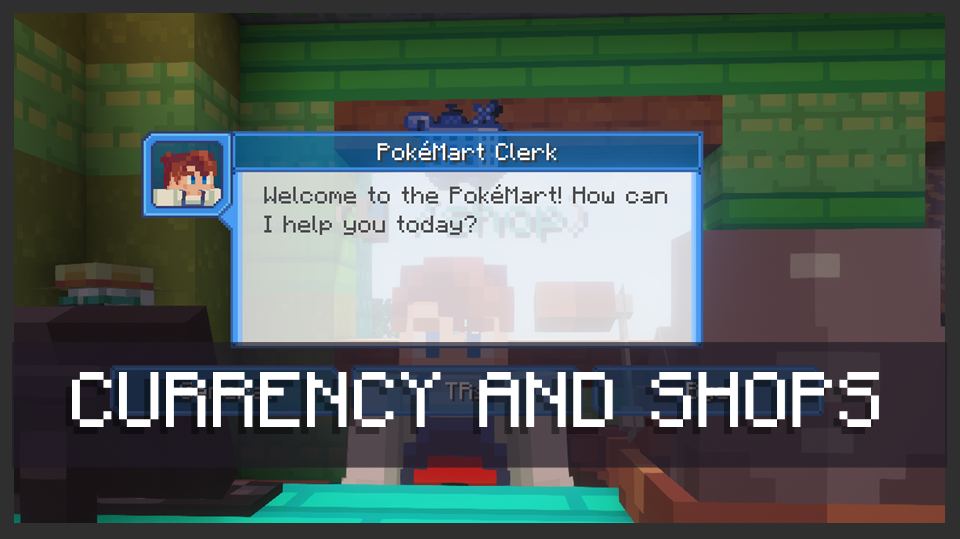 PokéMart Clerk
Welcome to the PokéMart! How can
I help you today?
CURRENCY AND SHOPS